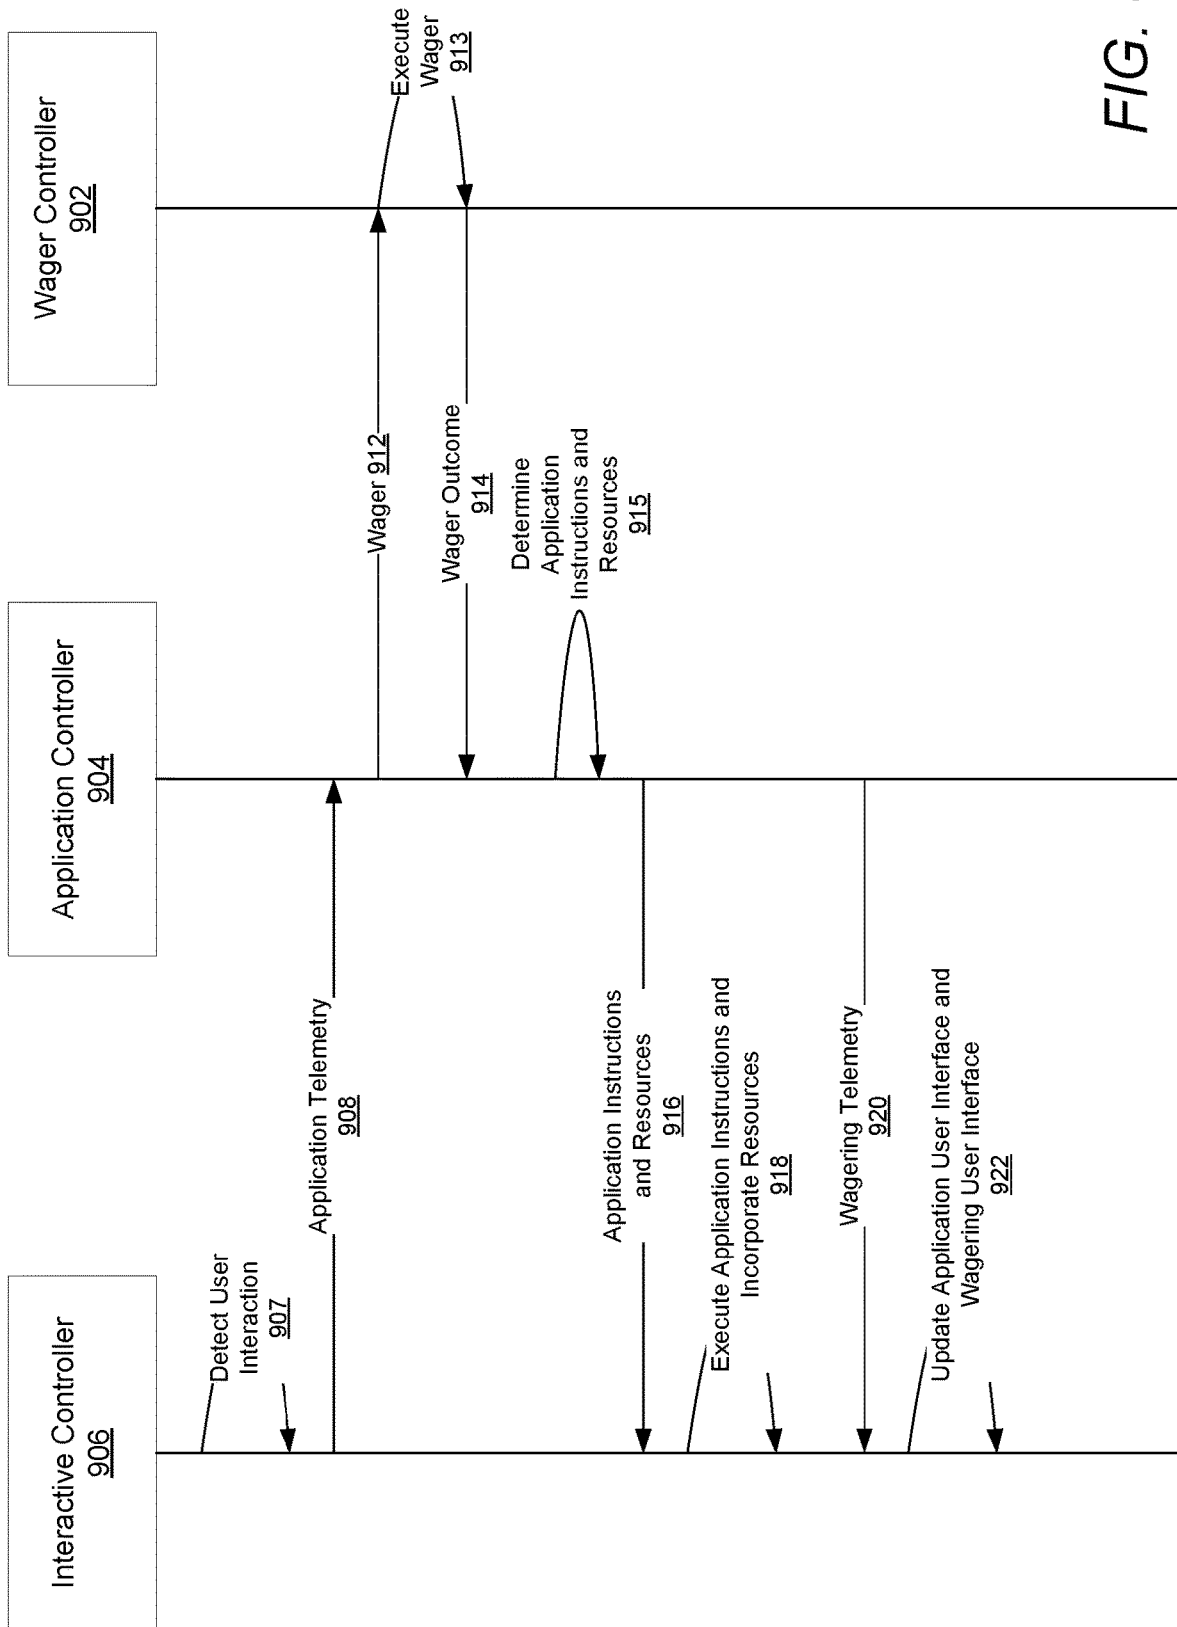 Interactive Controller
906
Application Controller
904
Wager Controller
902
Detect User
Interaction
907
Application Telemetry
908
Wager 912
Execute
Wager
913
Wager Outcome
914
Determine
Application
Instructions and
Resources
915
Application Instructions
and Resources
916
Execute Application Instructions and
Incorporate Resources
918
Wagering Telemetry
920
Update Application User Interface and
Wagering User Interface
922
FIG.